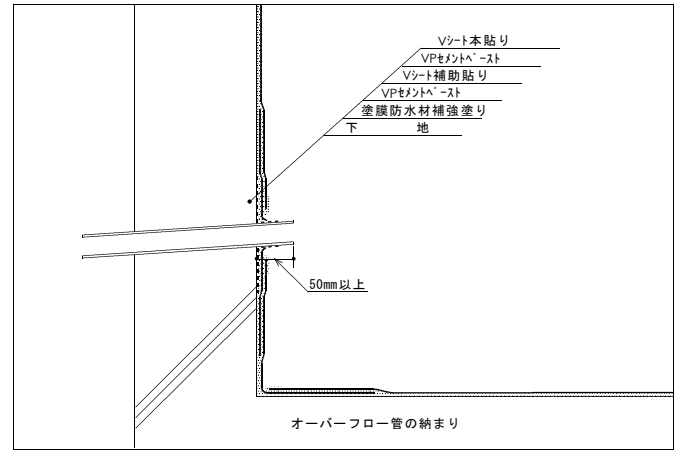 Vシート本貼り
VPセメントペースト
Vシート補助貼り
VPセメントペースト
塗膜防水材補強塗り
下　　　　地
50mm以上
オーバーフロー管の納まり